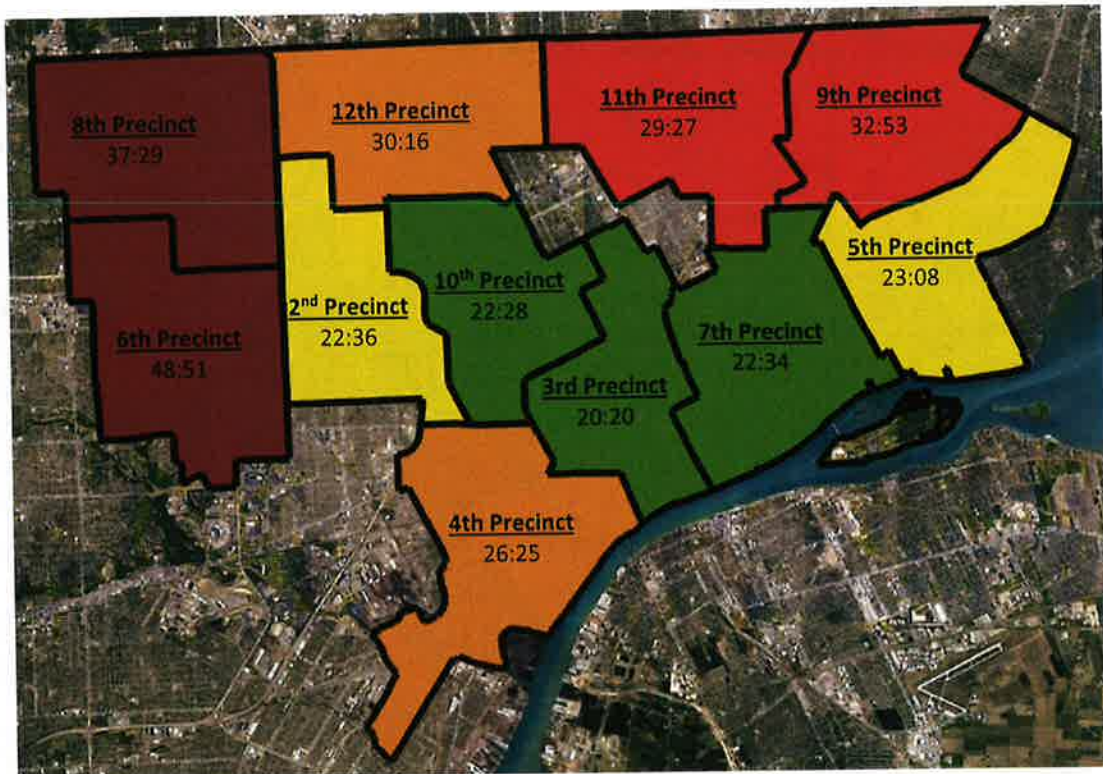 8th Precinct
37:29
12th Precinct
30:16
11th Precinct
29:27
9th Precinct
32:53
6th Precinct
48:51
2nd Precinct
22:36
10th Precinct
22:28
3rd Precinct
20:20
7th Precinct
22:34
5th Precinct
23:08
4th Precinct
26:25